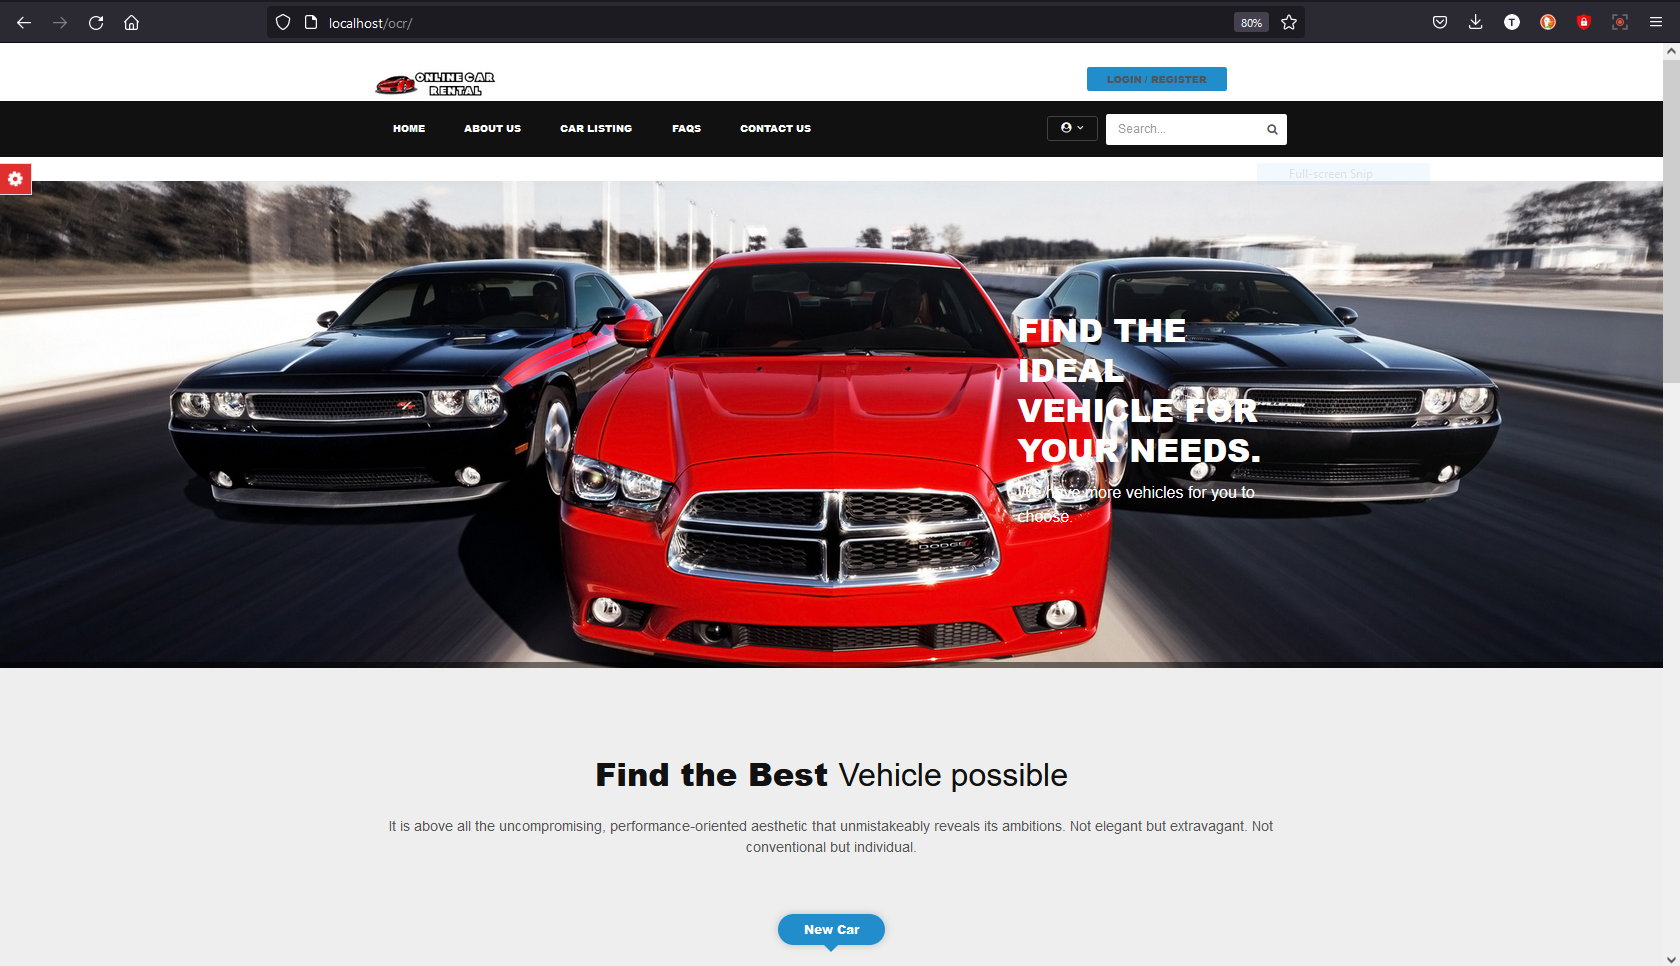 localhost/ocr/
80%
T
ONLINE CAR
RENTAL
LOGIN / REGISTER
HOME
ABOUT US
CAR LISTING
FAQS
CONTACT US
Search...
Full-screen Snip
FIND THE
IDEAL
VEHICLE FOR
YOUR NEEDS.
We have more vehicles for you to
choose.
DODGE
Find the Best Vehicle possible
It is above all the uncompromising, performance-oriented aesthetic that unmistakeably reveals its ambitions. Not elegant but extravagant. Not
conventional but individual.
New Car